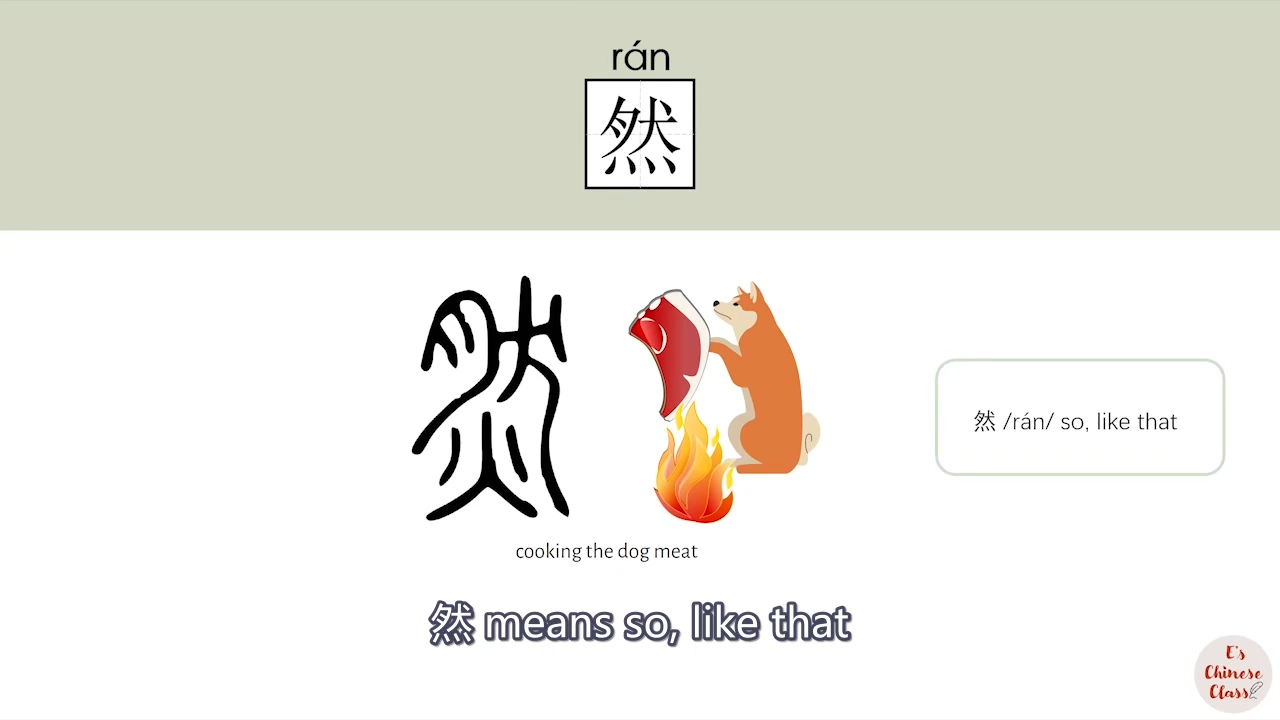 rán
然
cooking the dog meat
然 /rán/ so, like that
然 means so, like that
E's
Chinese
Class